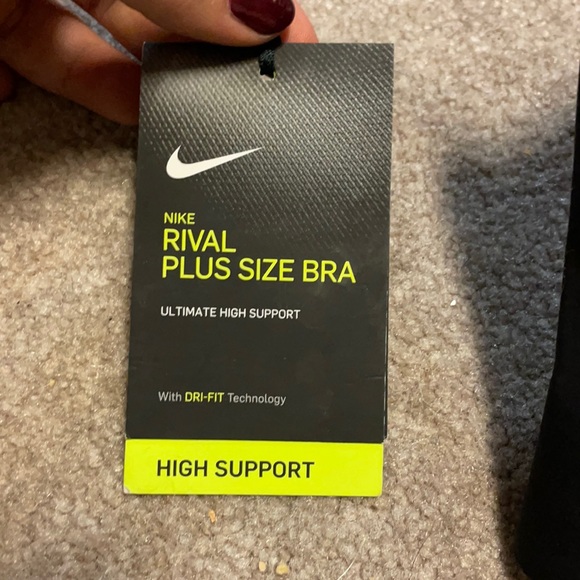 NIKE
RIVAL
PLUS SIZE BRA
ULTIMATE HIGH SUPPORT
With DRI-FIT Technology
HIGH SUPPORT